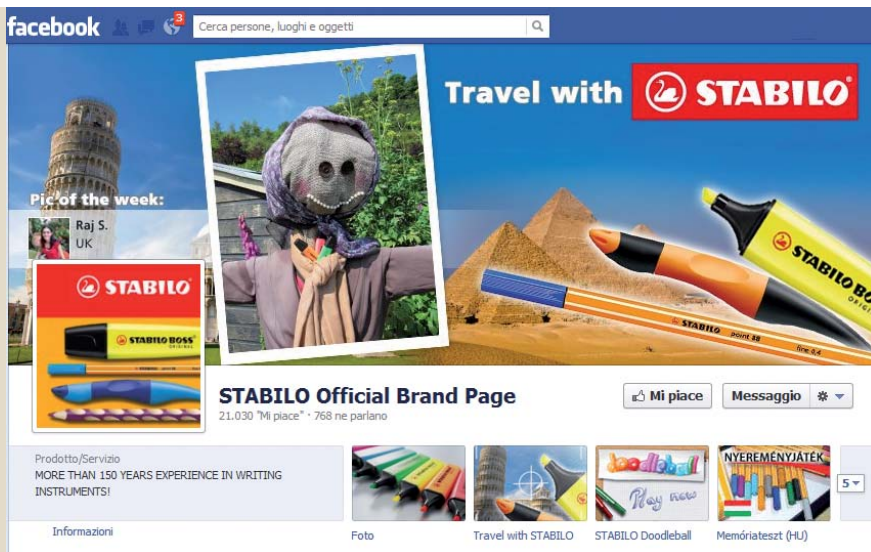 facebook
3
Cerca persone, luoghi e oggetti
Travel with STABILO
Pic of the week:
Raj S.
UK
STABILO
STABILO BOSS
ORIGINAL
STABILO point 88 fine 0,4
STABILO BO
ORIGI
STABILO Official Brand Page
21.030 "Mi piace" · 768 ne parlano
Mi piace
Messaggio
Prodotto/Servizio
MORE THAN 150 YEARS EXPERIENCE IN WRITING
INSTRUMENTS!
Informazioni
Foto
Travel with STABILO
doodleball
Play now
STABILO Doodleball
NYEREMÉNYJÁTÉK
Memóriateszt (HU)
5